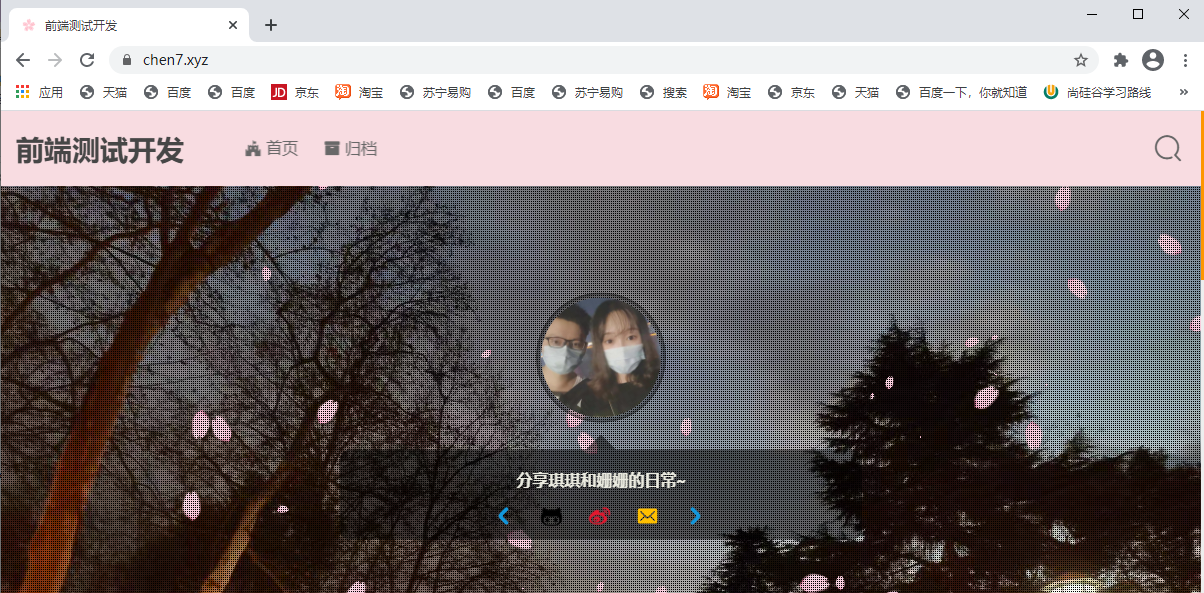 前端测试开发
chen7.xyz
应用 天猫 百度 百度 JD 京东 淘 淘宝 苏宁易购 百度 苏宁易购 搜索 淘 淘宝 京东 天猫 百度一下，你就知道 尚硅谷学习路线 »
前端测试开发 首页 归档
分享琪琪和姗姗的日常~